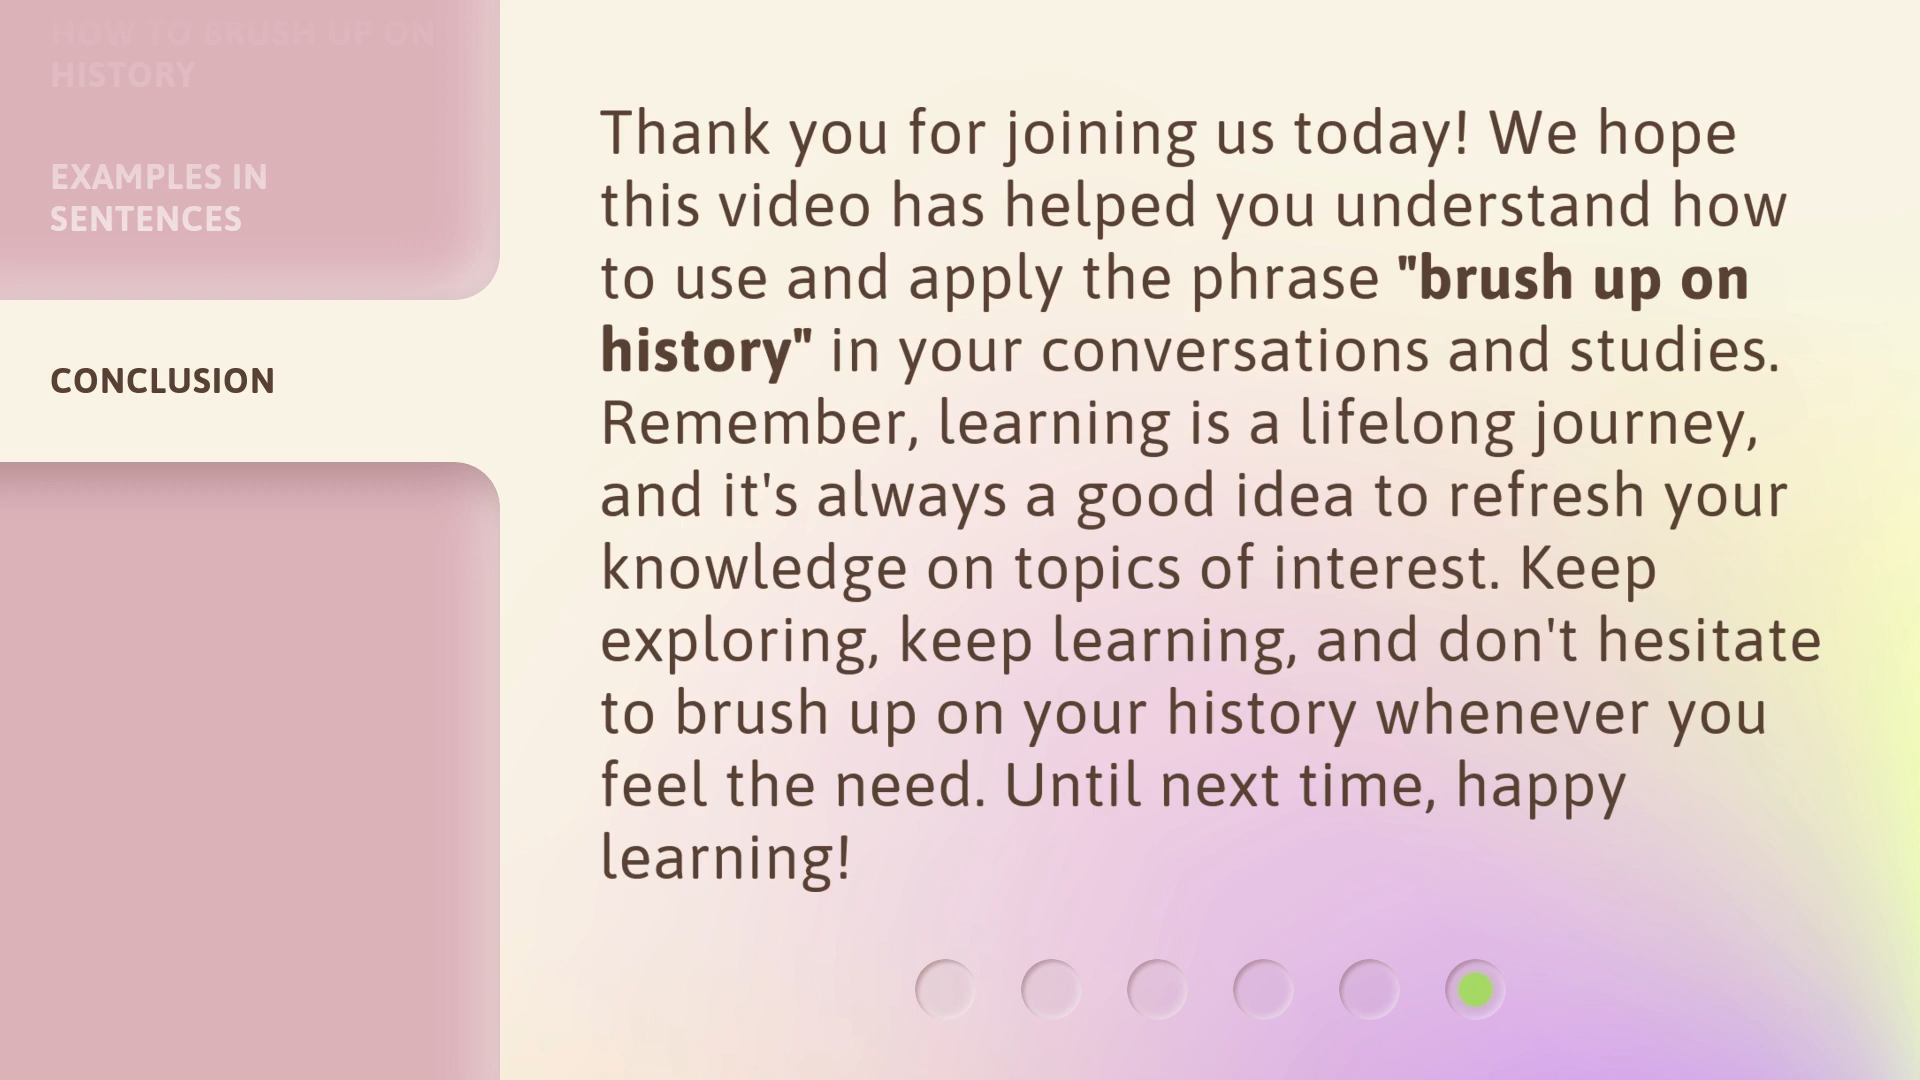 HOW TO BRUSH UP ON
HISTORY
EXAMPLES IN
SENTENCES
CONCLUSION
Thank you for joining us today! We hope
this video has helped you understand how
to use and apply the phrase "brush up on
history" in your conversations and studies.
Remember, learning is a lifelong journey,
and it's always a good idea to refresh your
knowledge on topics of interest. Keep
exploring, keep learning, and don't hesitate
to brush up on your history whenever you
feel the need. Until next time, happy
learning!